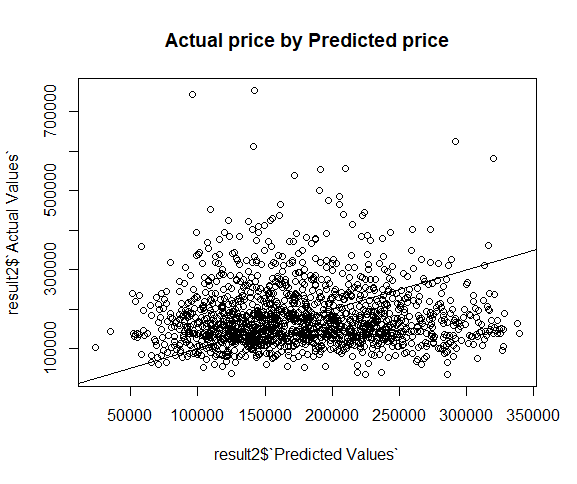 Actual price by Predicted price
result2$`Actual Values`
700000
500000
300000
100000
50000 100000 150000 200000 250000 300000 350000
result2$`Predicted Values`